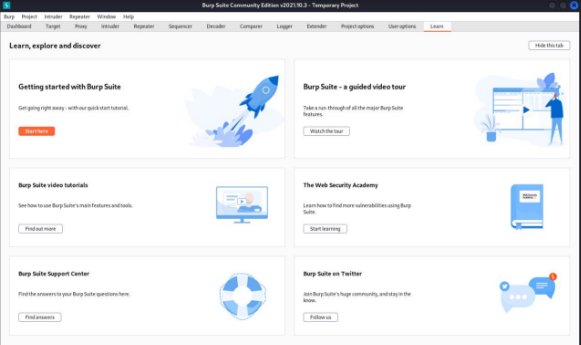 Burp Suite Community Edition v2021.10.3 - Temporary Project
Burp Project Intruder Repeater Window Help
Dashboard Target Proxy Intruder Repeater Sequencer Decoder Comparer Logger Extender Project options User options Learn
Learn, explore and discover
Hide this tab
Getting started with Burp Suite
Get going right away - with our quick start tutorial.
Start here
Burp Suite - a guided video tour
Take a run-through of all the major Burp Suite
features.
Watch the tour
Burp Suite video tutorials
See how to use Burp Suite's main features and tools.
Find out more
The Web Security Academy
Learn how to find more vulnerabilities using Burp
Suite.
Start learning
Burp Suite Support Center
Find the answers to your Burp Suite questions here.
Find answers
Burp Suite on Twitter
Join Burp Suite's huge community, and stay in the
know.
Follow us